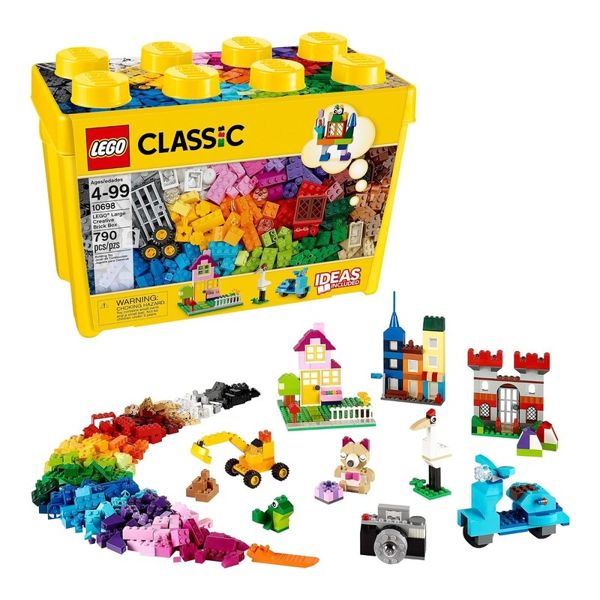 LEGO CLASSIC
Ages/edades
4-99
10698
LEGO® Large
Creative
Brick Box
790
pcs/pzs
IDEAS
INCLUDED
WARNING:
CHOKING HAZARD.